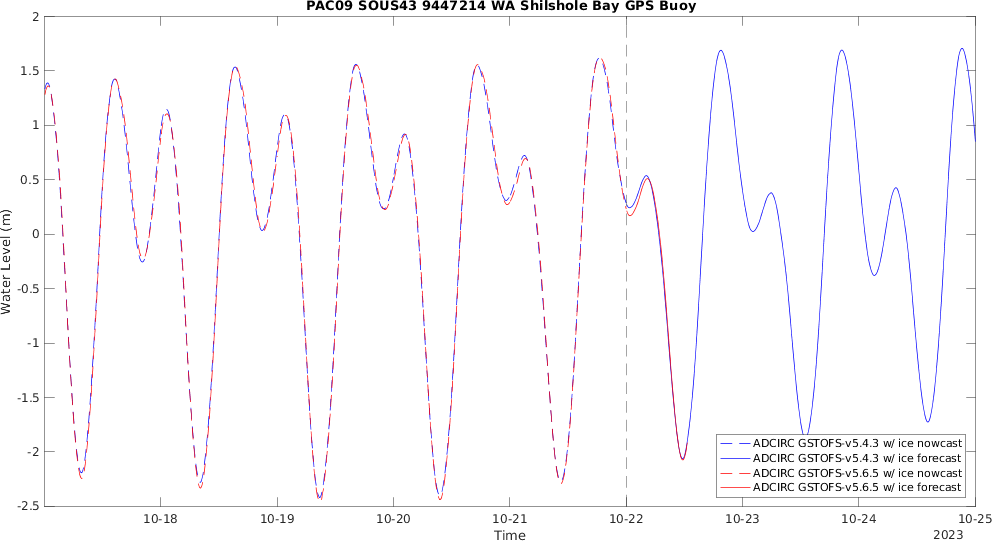 PAC09 SOUS43 9447214 WA Shilshole Bay GPS Buoy
2
1.5
1
0.5
0
-0.5
-1
-1.5
-2
-2.5
Water Level (m)
ADCIRC GSTOFS-v5.4.3 w/ ice nowcast
ADCIRC GSTOFS-v5.4.3 w/ ice forecast
ADCIRC GSTOFS-v5.6.5 w/ ice nowcast
ADCIRC GSTOFS-v5.6.5 w/ ice forecast
10-18 10-19 10-20 10-21 10-22 10-23 10-24 10-25
Time
2023